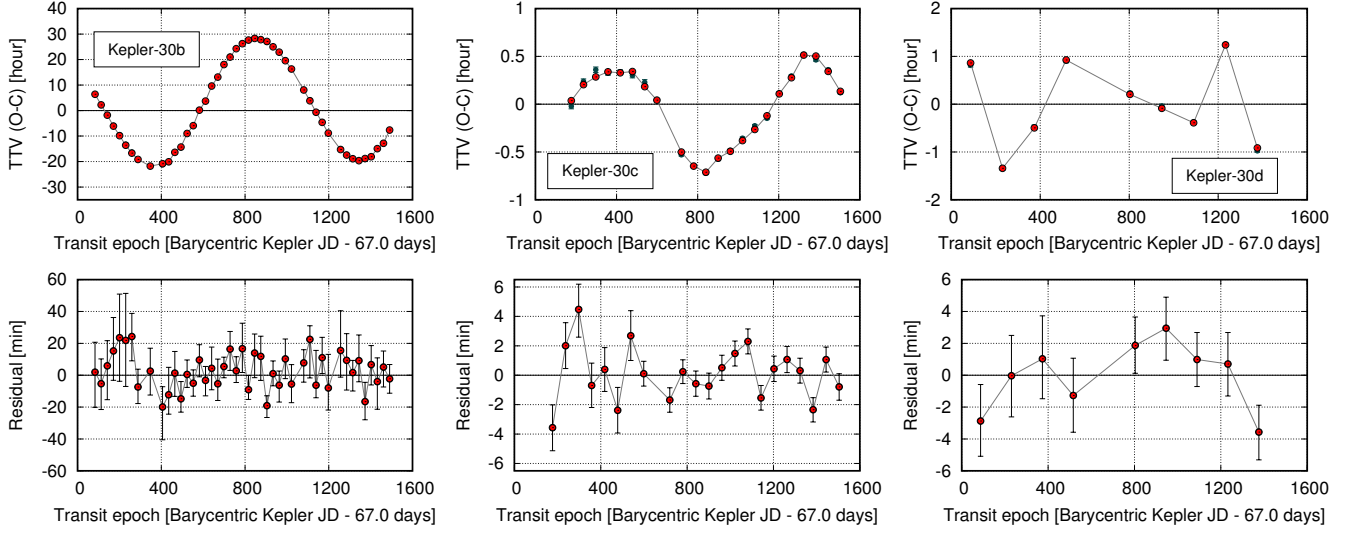 TTV (O-C) [hour]
40
30
20
10
0
-10
-20
-30
Kepler-30b
0 400 800 1200 1600
Transit epoch [Barycentric Kepler JD - 67.0 days]
TTV (O-C) [hour]
1
0.5
0
-0.5
-1
Kepler-30c
0 400 800 1200 1600
Transit epoch [Barycentric Kepler JD - 67.0 days]
TTV (O-C) [hour]
2
1
0
-1
-2
Kepler-30d
0 400 800 1200 1600
Transit epoch [Barycentric Kepler JD - 67.0 days]
Residual [min]
60
40
20
0
-20
-40
-60
0 400 800 1200 1600
Transit epoch [Barycentric Kepler JD - 67.0 days]
Residual [min]
6
4
2
0
-2
-4
-6
0 400 800 1200 1600
Transit epoch [Barycentric Kepler JD - 67.0 days]
Residual [min]
6
4
2
0
-2
-4
-6
0 400 800 1200 1600
Transit epoch [Barycentric Kepler JD - 67.0 days]